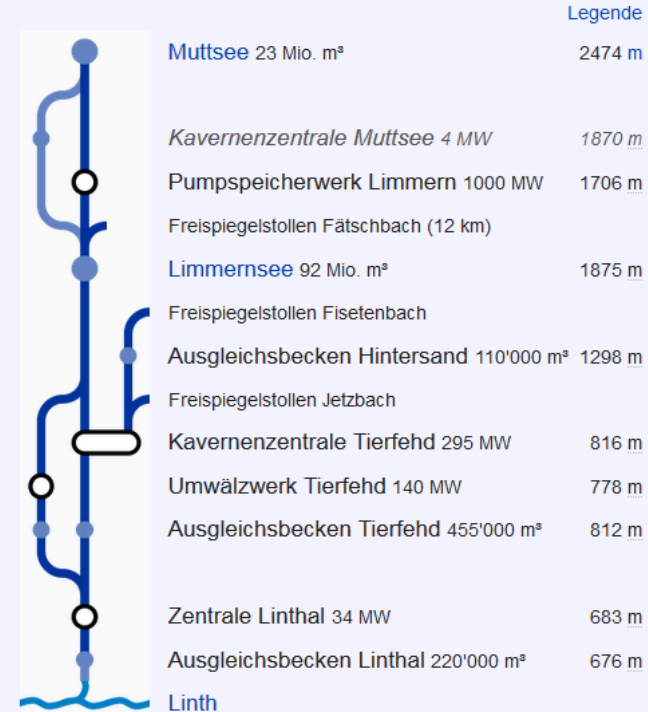 Legende
Muttsee 23 Mio. m³ 2474 m
Kavernenzentrale Muttsee 4 MW 1870 m
Pumpspeicherwerk Limmern 1000 MW 1706 m
Freispiegelstollen Fätschbach (12 km)
Limmernsee 92 Mio. m³ 1875 m
Freispiegelstollen Fisetenbach
Ausgleichsbecken Hintersand 110'000 m³ 1298 m
Freispiegelstollen Jetzbach
Kavernenzentrale Tierfehd 295 MW 816 m
Umwälzwerk Tierfehd 140 MW 778 m
Ausgleichsbecken Tierfehd 455'000 m³ 812 m
Zentrale Linthal 34 MW 683 m
Ausgleichsbecken Linthal 220'000 m³ 676 m
Linth